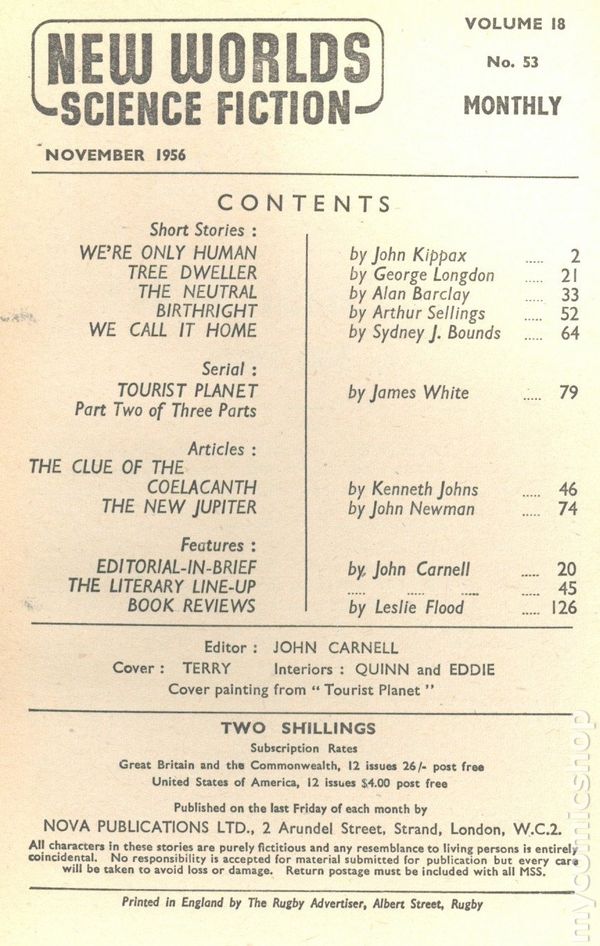 NEW WORLDS
SCIENCE FICTION
VOLUME 18
No. 53
MONTHLY
NOVEMBER 1956
CONTENTS
Short Stories :
WE'RE ONLY HUMAN by John Kippax ..... 2
TREE DWELLER by George Longdon ..... 21
THE NEUTRAL by Alan Barclay ..... 33
BIRTHRIGHT by Arthur Sellings ..... 52
WE CALL IT HOME by Sydney J. Bounds ..... 64
Serial :
TOURIST PLANET by James White ..... 79
Part Two of Three Parts
Articles :
THE CLUE OF THE
COELACANTH by Kenneth Johns ..... 46
THE NEW JUPITER by John Newman ..... 74
Features :
EDITORIAL-IN-BRIEF by John Carnell ..... 20
THE LITERARY LINE-UP ..... ..... ..... 45
BOOK REVIEWS by Leslie Flood ..... 126
Editor : JOHN CARNELL
Cover : TERRY Interiors : QUINN and EDDIE
Cover painting from “ Tourist Planet ”
TWO SHILLINGS
Subscription Rates
Great Britain and the Commonwealth, 12 issues 26/- post free
United States of America, 12 issues $4.00 post free
Published on the last Friday of each month by
NOVA PUBLICATIONS LTD., 2 Arundel Street, Strand, London, W.C.2.
All characters in these stories are purely fictitious and any resemblance to living persons is entirely
coincidental. No responsibility is accepted for material submitted for publication but every care
will be taken to avoid loss or damage. Return postage must be included with all MSS.
Printed in England by The Rugby Advertiser, Albert Street, Rugby
mycomicshop